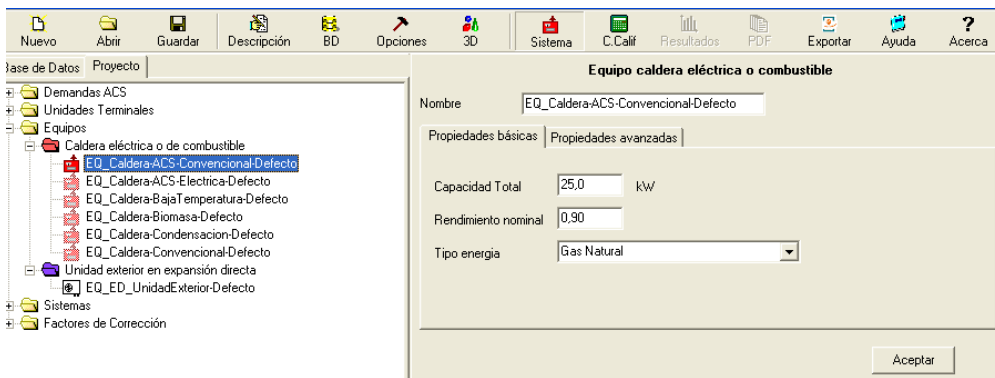 Nuevo Abrir Guardar Descripción BD Opciones 3D Sistema C.Calif Resultados PDF Exportar Ayuda Acerca
Base de Datos Proyecto
Demandas ACS
Unidades Terminales
Equipos
Caldera eléctrica o de combustible
EQ_Caldera-ACS-Convencional-Defecto
EQ_Caldera-ACS-Electrica-Defecto
EQ_Caldera-BajaTemperatura-Defecto
EQ_Caldera-Biomasa-Defecto
EQ_Caldera-Condensacion-Defecto
EQ_Caldera-Convencional-Defecto
Unidad exterior en expansión directa
EQ_ED_UnidadExterior-Defecto
Sistemas
Factores de Corrección
Equipo caldera eléctrica o combustible
Nombre EQ_Caldera-ACS-Convencional-Defecto
Propiedades básicas Propiedades avanzadas
Capacidad Total 25,0 kW
Rendimiento nominal 0,90
Tipo energia Gas Natural
Aceptar